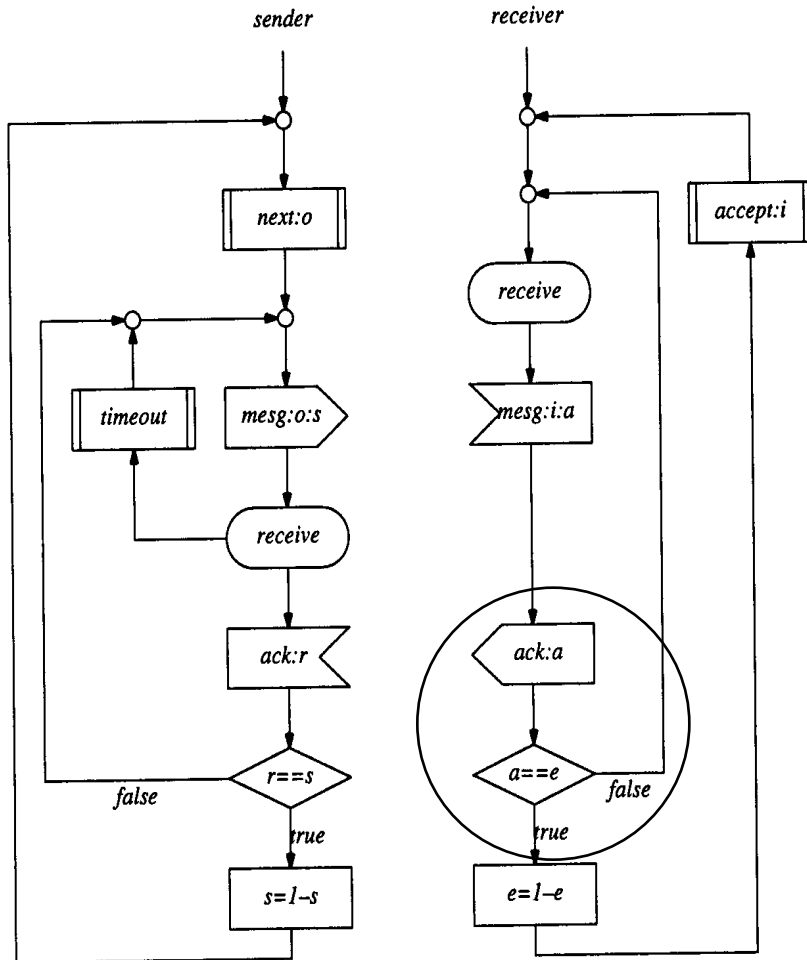 sender
next:o
timeout
mesg:o:s
receive
ack:r
r==s
false
true
s=1–s
receiver
accept:i
receive
mesg:i:a
ack:a
a==e
false
true
e=1–e